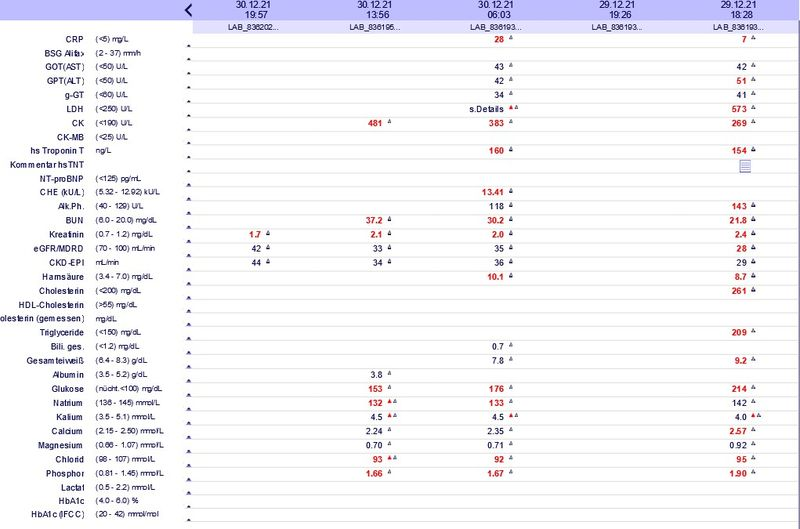 30.12.21 30.12.21 30.12.21 29.12.21 29.12.21
19:57 13:56 06:03 19:26 18:28
LAB_836202... LAB_836195... LAB_836193... LAB_836193... LAB_836193...
CRP (<5) mg/L 28 7
BSG Alifax (2 - 37) mm/h
GOT(AST) (<50) U/L 43 42
GPT(ALT) (<50) U/L 42 51
g-GT (<60) U/L 34 41
LDH (<250) U/L s.Details 573
CK (<190) U/L 481 383 269
CK-MB (<25) U/L
hs Troponin T ng/L 160 154
Kommentar hsTNT
NT-proBNP (<125) pg/mL
CHE (kU/L) (5.32 - 12.92) kU/L 13.41
Alk.Ph. (40 - 129) U/L 118 143
BUN (6.0 - 20.0) mg/dL 37.2 30.2 21.8
Kreatinin (0.7 - 1.2) mg/dL 1.7 2.1 2.0 2.4
eGFR/MDRD (70 - 100) mL/min 42 33 35 28
CKD-EPI mL/min 44 34 36 29
Harnsäure (3.4 - 7.0) mg/dL 10.1 8.7
Cholesterin (<200) mg/dL 261
HDL-Cholesterin (>55) mg/dL
olesterin (gemessen) mg/dL
Triglyceride (<150) mg/dL 209
Bili. ges. (<1.2) mg/dL 0.7
Gesamteiweiß (6.4 - 8.3) g/dL 7.8 9.2
Albumin (3.5 - 5.2) g/dL 3.8
Glukose (nücht.<100) mg/dL 153 176 214
Natrium (136 - 145) mmol/L 132 133 142
Kalium (3.5 - 5.1) mmol/L 4.5 4.5 4.0
Calcium (2.15 - 2.50) mmol/L 2.24 2.35 2.57
Magnesium (0.66 - 1.07) mmol/L 0.70 0.71 0.92
Chlorid (98 - 107) mmol/L 93 92 95
Phosphor (0.81 - 1.45) mmol/L 1.66 1.67 1.90
Lactat (0.5 - 2.2) mmol/L
HbA1c (4.0 - 6.0) %
HbA1c (IFCC) (20 - 42) mmol/mol